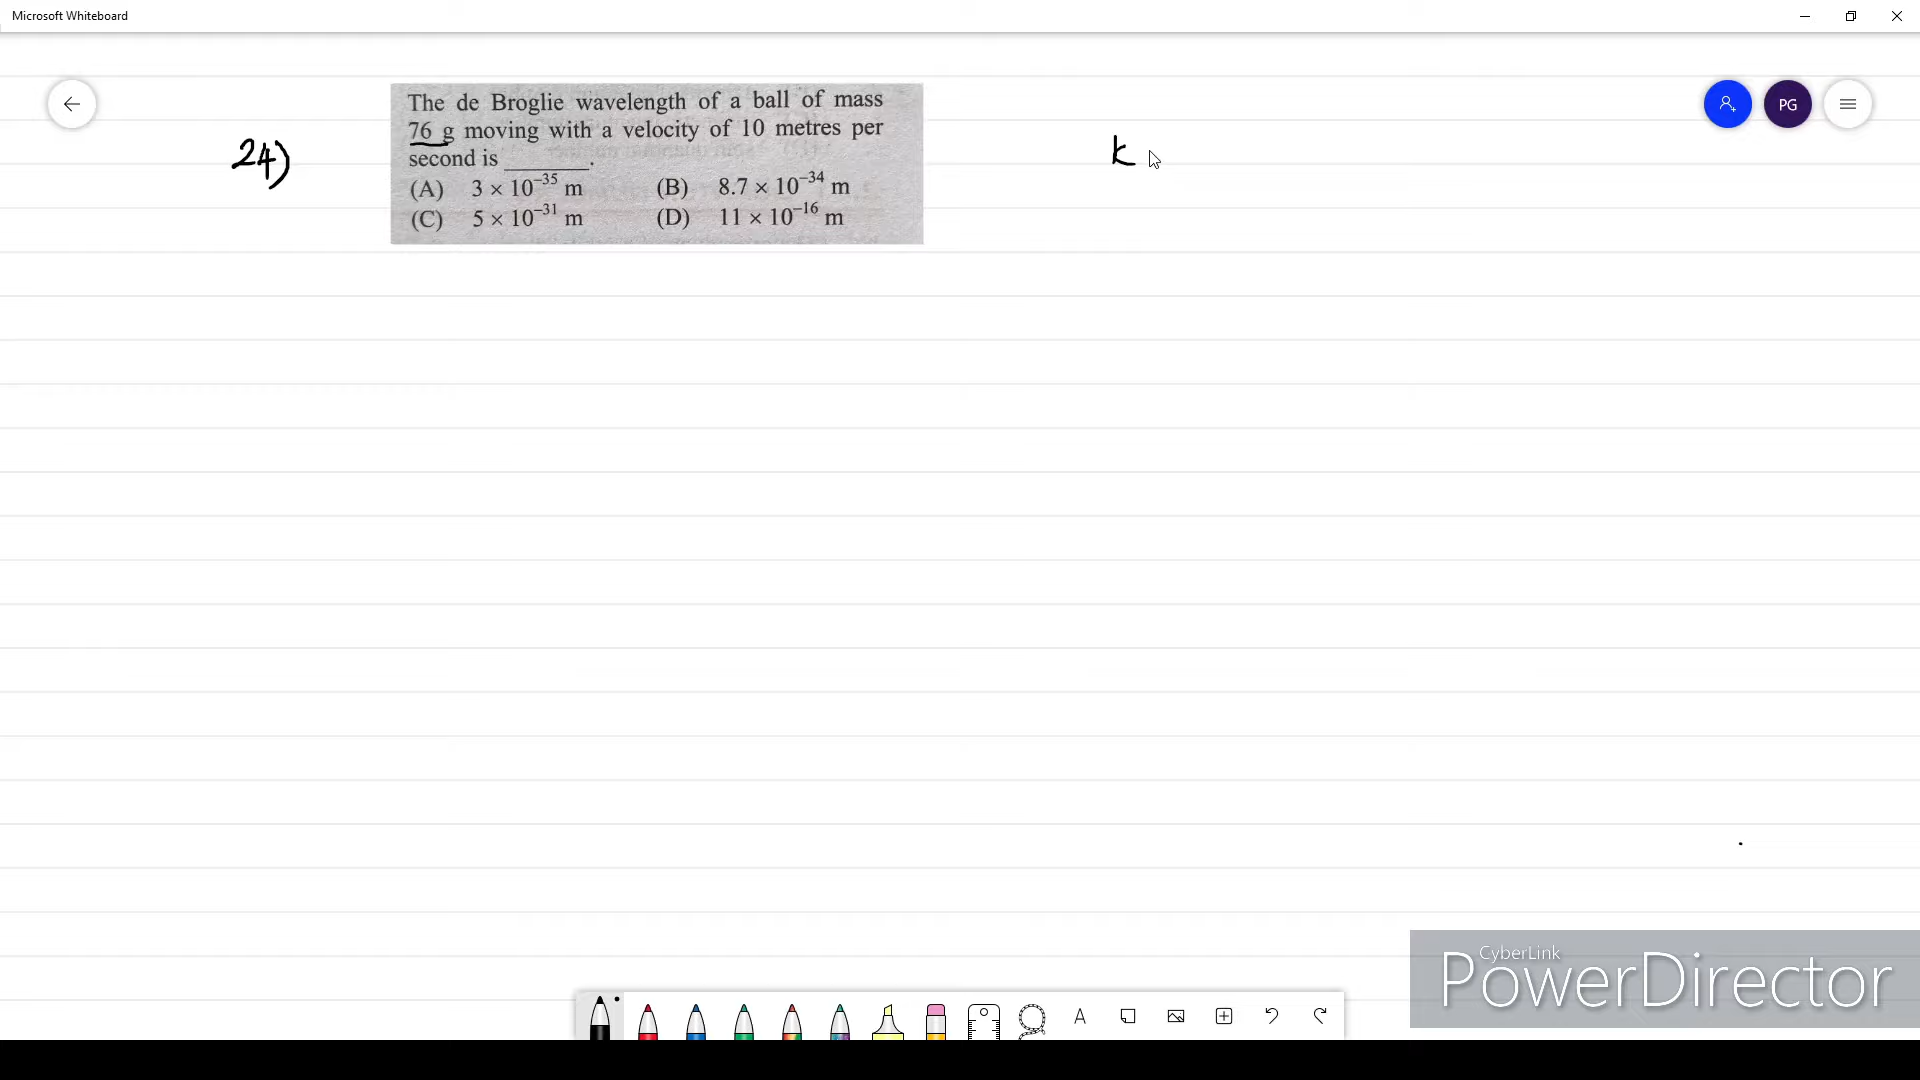 Microsoft Whiteboard
The de Broglie wavelength of a ball of mass
76 g moving with a velocity of 10 metres per
second is ________.
(A) 3 × 10⁻³⁵ m (B) 8.7 × 10⁻³⁴ m
(C) 5 × 10⁻³¹ m (D) 11 × 10⁻¹⁶ m
24)
k
PG
CyberLink
PowerDirector